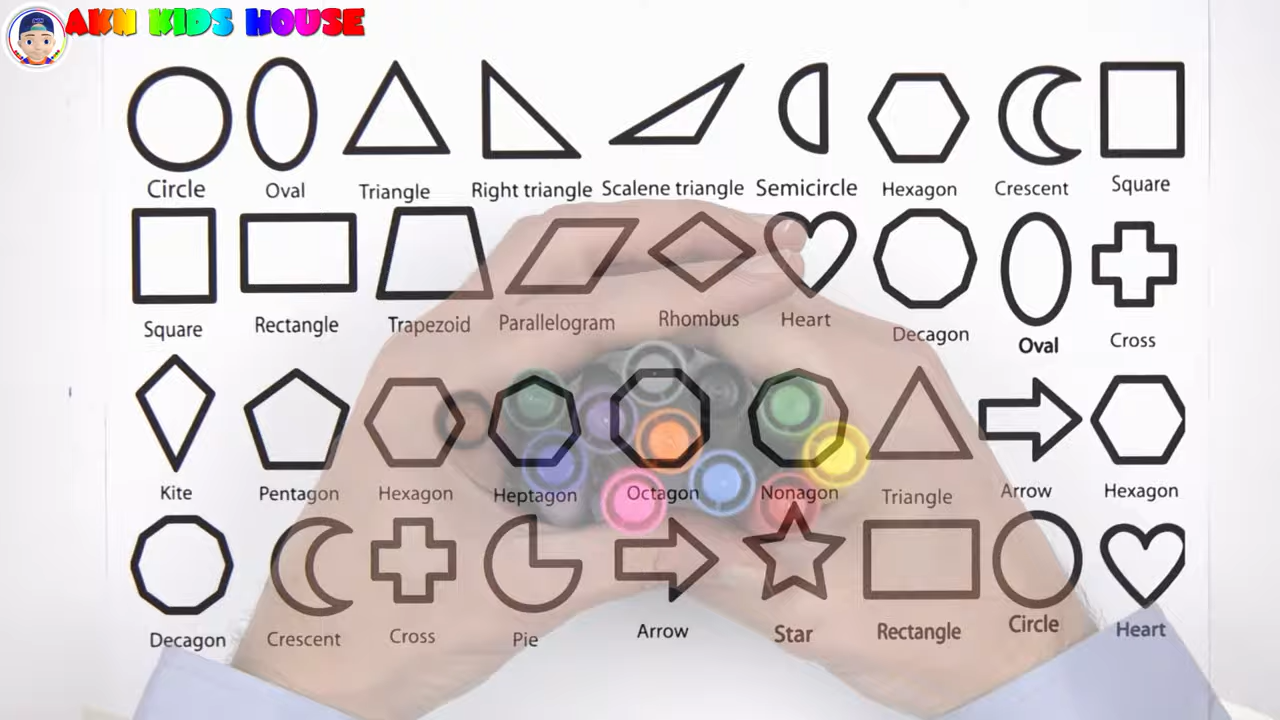 AKN KIDS HOUSE
Circle Oval Triangle Right triangle Scalene triangle Semicircle Hexagon Crescent Square
Square Rectangle Trapezoid Parallelogram Rhombus Heart Decagon Oval Cross
Kite Pentagon Hexagon Heptagon Octagon Nonagon Triangle Arrow Hexagon
Decagon Crescent Cross Pie Arrow Star Rectangle Circle Heart